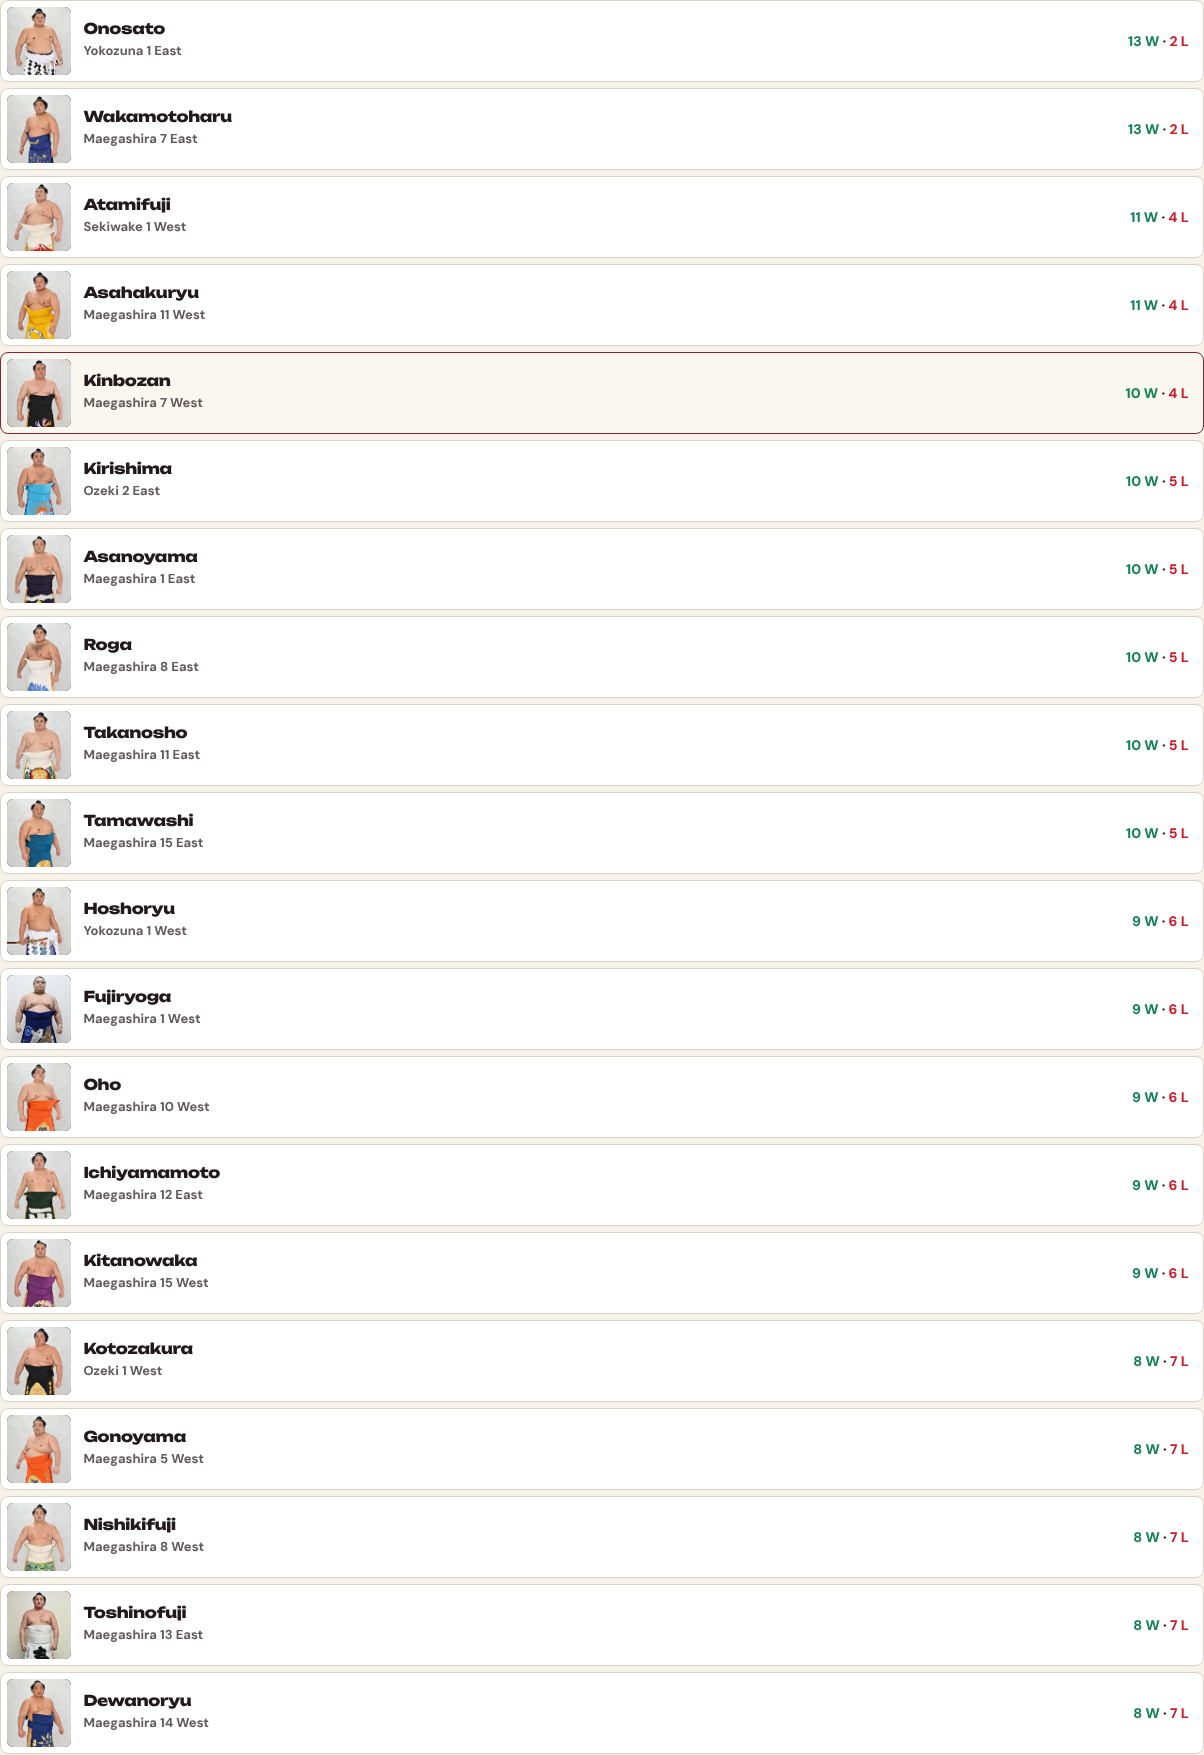 Onosato
Yokozuna 1 East
13 W · 2 L
Wakamotoharu
Maegashira 7 East
13 W · 2 L
Atamifuji
Sekiwake 1 West
11 W · 4 L
Asahakuryu
Maegashira 11 West
11 W · 4 L
Kinbozan
Maegashira 7 West
10 W · 4 L
Kirishima
Ozeki 2 East
10 W · 5 L
Asanoyama
Maegashira 1 East
10 W · 5 L
Roga
Maegashira 8 East
10 W · 5 L
Takanosho
Maegashira 11 East
10 W · 5 L
Tamawashi
Maegashira 15 East
10 W · 5 L
Hoshoryu
Yokozuna 1 West
9 W · 6 L
Fujiryoga
Maegashira 1 West
9 W · 6 L
Oho
Maegashira 10 West
9 W · 6 L
Ichiyamamoto
Maegashira 12 East
9 W · 6 L
Kitanowaka
Maegashira 15 West
9 W · 6 L
Kotozakura
Ozeki 1 West
8 W · 7 L
Gonoyama
Maegashira 5 West
8 W · 7 L
Nishikifuji
Maegashira 8 West
8 W · 7 L
Toshinofuji
Maegashira 13 East
8 W · 7 L
Dewanoryu
Maegashira 14 West
8 W · 7 L